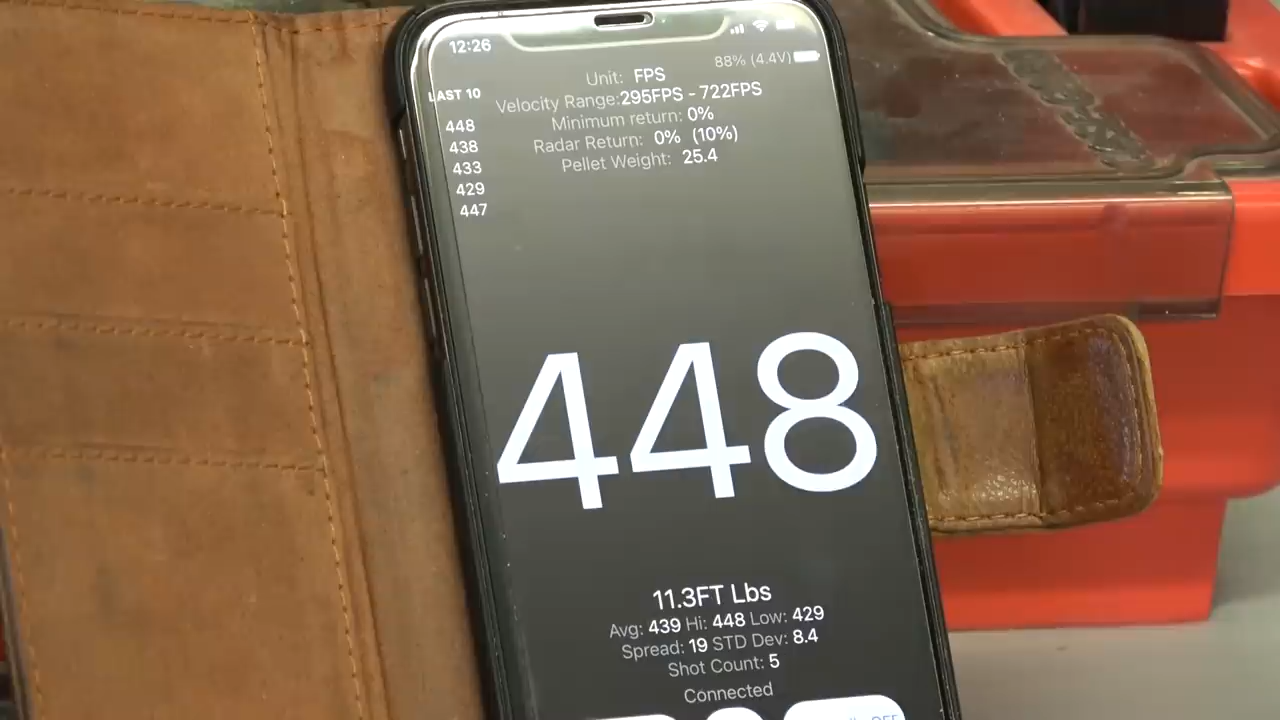 12:26
88% (4.4V)
Unit: FPS
Velocity Range:295FPS - 722FPS
Minimum return: 0%
Radar Return: 0% (10%)
Pellet Weight: 25.4
LAST 10
448
438
433
429
447
448
11.3FT Lbs
Avg: 439 Hi: 448 Low: 429
Spread: 19 STD Dev: 8.4
Shot Count: 5
Connected
OFF